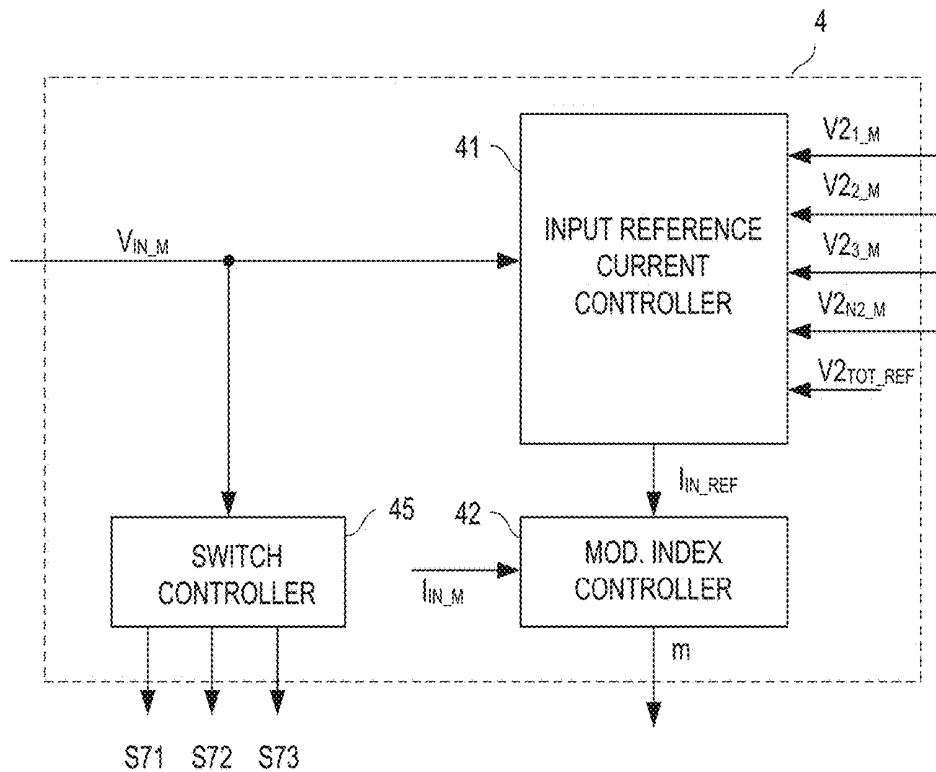 4
41
V2₁_M
V2₂_M
V2₃_M
V2N2_M
V2TOT_REF
VIN_M
INPUT REFERENCE
CURRENT
CONTROLLER
IIN_REF
45
42
SWITCH
CONTROLLER
IIN_M
MOD. INDEX
CONTROLLER
m
S71 S72 S73